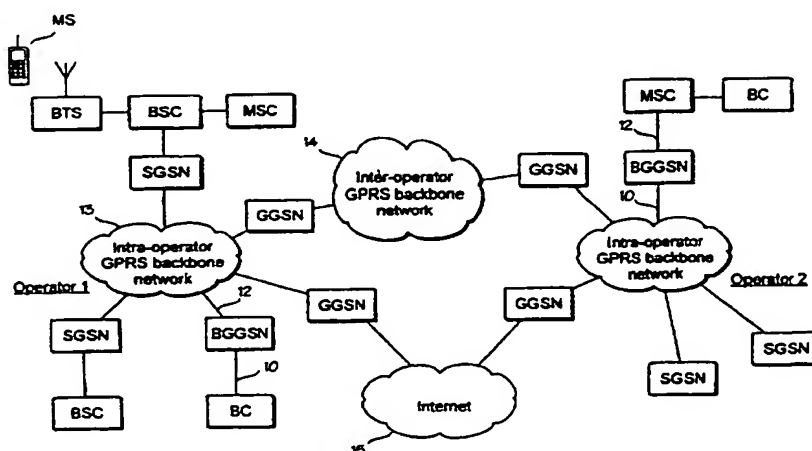 MS
BTS
BSC
MSC
SGSN
GGSN
14
Inter-operator
GPRS backbone
network
GGSN
MSC
BC
12
BGGSN
10
13
Intra-operator
GPRS backbone
network
Operator 1
12
GGSN
GGSN
Intra-operator
GPRS backbone
network
Operator 2
SGSN
BGGSN
10
BSC
BC
Internet
15
SGSN
SGSN